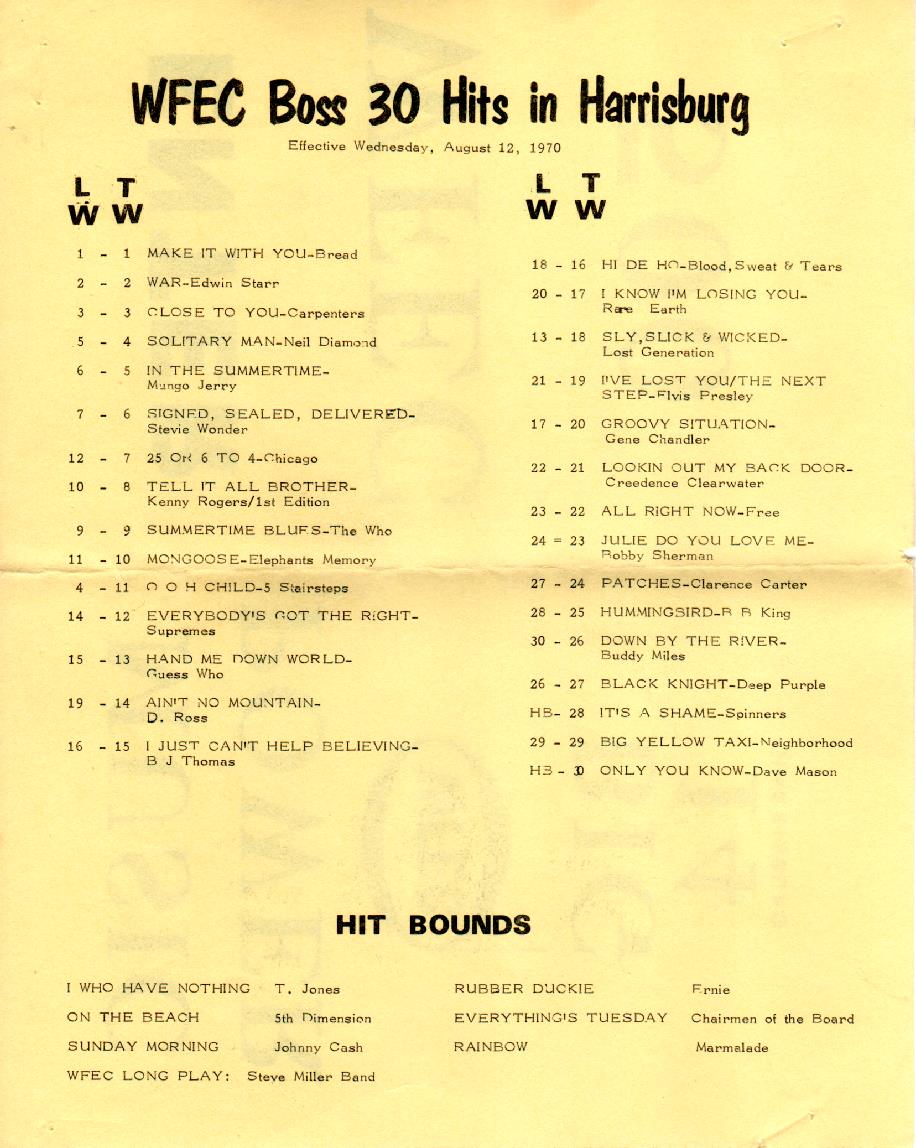 WFEC Boss 30 Hits in Harrisburg
Effective Wednesday, August 12, 1970
L T
W W
1 - 1 MAKE IT WITH YOU-Bread
2 - 2 WAR-Edwin Starr
3 - 3 CLOSE TO YOU-Carpenters
5 - 4 SOLITARY MAN-Neil Diamond
6 - 5 IN THE SUMMERTIME-
Mungo Jerry
7 - 6 SIGNED, SEALED, DELIVERED-
Stevie Wonder
12 - 7 25 OR 6 TO 4-Chicago
10 - 8 TELL IT ALL BROTHER-
Kenny Rogers/1st Edition
9 - 9 SUMMERTIME BLUES-The Who
11 - 10 MONGOOSE-Elephants Memory
4 - 11 O O H CHILD-5 Stairsteps
14 - 12 EVERYBODY'S GOT THE RIGHT-
Supremes
15 - 13 HAND ME DOWN WORLD-
Guess Who
19 - 14 AIN'T NO MOUNTAIN-
D. Ross
16 - 15 I JUST CAN'T HELP BELIEVING-
B J Thomas
L T
W W
18 - 16 HI DE HO-Blood,Sweat & Tears
20 - 17 I KNOW I'M LOSING YOU-
Rare Earth
13 - 18 SLY,SLICK & WICKED-
Lost Generation
21 - 19 I'VE LOST YOU/THE NEXT
STEP-Elvis Presley
17 - 20 GROOVY SITUATION-
Gene Chandler
22 - 21 LOOKIN OUT MY BACK DOOR-
Creedence Clearwater
23 - 22 ALL RIGHT NOW-Free
24 = 23 JULIE DO YOU LOVE ME-
Bobby Sherman
27 - 24 PATCHES-Clarence Carter
28 - 25 HUMMINGBIRD-B B King
30 - 26 DOWN BY THE RIVER-
Buddy Miles
26 - 27 BLACK KNIGHT-Deep Purple
HB- 28 IT'S A SHAME-Spinners
29 - 29 BIG YELLOW TAXI-Neighborhood
HB - 30 ONLY YOU KNOW-Dave Mason
HIT BOUNDS
I WHO HAVE NOTHING T. Jones
ON THE BEACH 5th Dimension
SUNDAY MORNING Johnny Cash
WFEC LONG PLAY: Steve Miller Band
RUBBER DUCKIE Ernie
EVERYTHING'S TUESDAY Chairmen of the Board
RAINBOW Marmalade